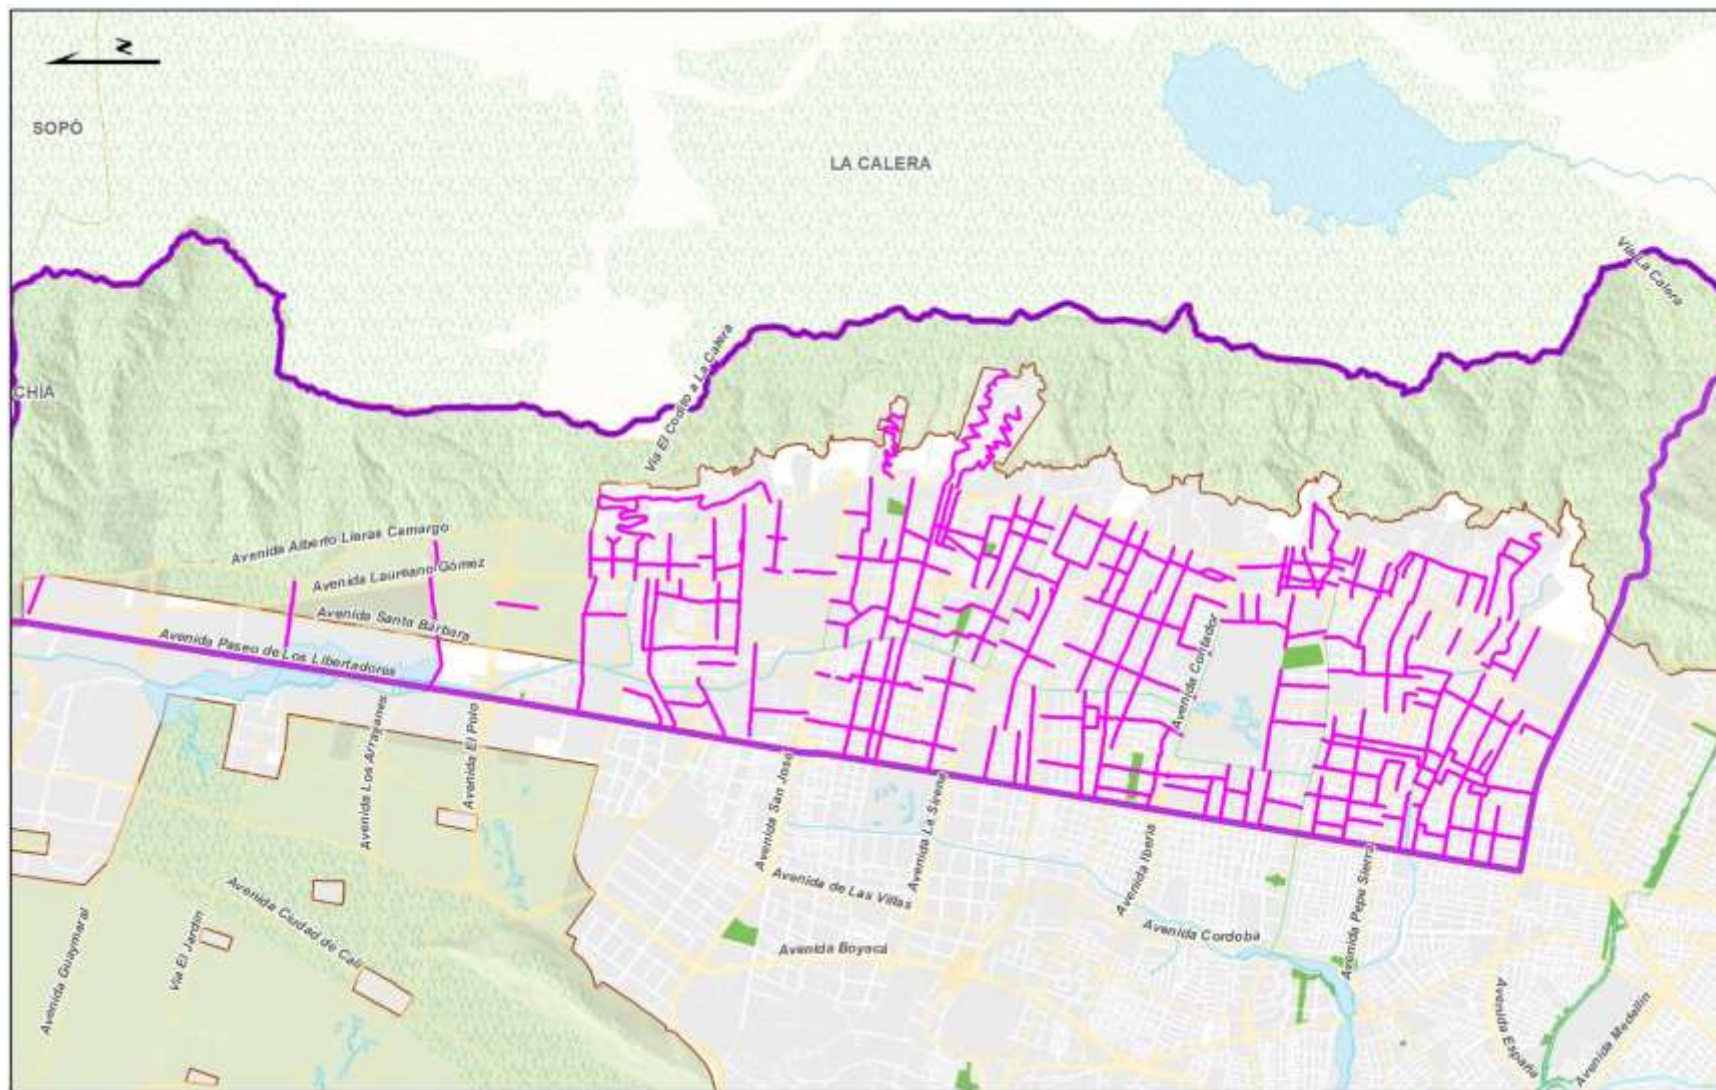 N
SOPÓ
LA CALERA
Vía La Calera
CHÍA
Vía El Codito a La Calera
Avenida Alberto Lleras Camargo
Avenida Laureano Gómez
Avenida Santa Bárbara
Avenida Paseo de Los Libertadores
Avenida Contador
Avenida Los Arrayanes
Avenida El Polo
Avenida San José
Avenida La Sirena
Avenida Iberia
Avenida Pepe Sierra
Avenida de Las Villas
Avenida Ciudad de Cali
Avenida Guaymaral
Vía El Jardín
Avenida Cordoba
Avenida Boyacá
Avenida España
Avenida Medellín